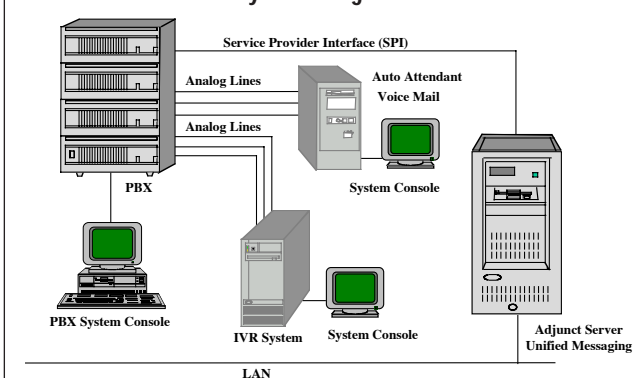 Service Provider Interface (SPI)
Analog Lines
Auto Attendant
Voice Mail
Analog Lines
PBX
System Console
PBX System Console
IVR System
System Console
Adjunct Server
Unified Messaging
LAN